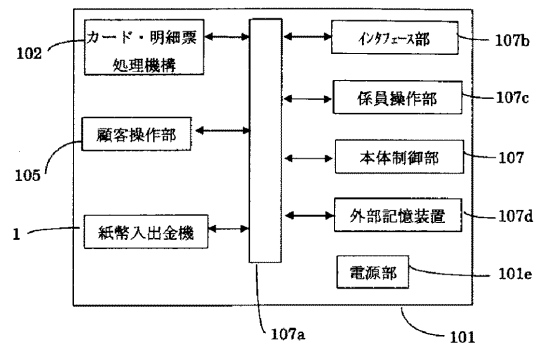 カード・明細票
処理機構
102
顧客操作部
105
紙幣入出金機
1
インタフェース部
107b
係員操作部
107c
本体制御部
107
外部記憶装置
107d
電源部
101e
107a
101